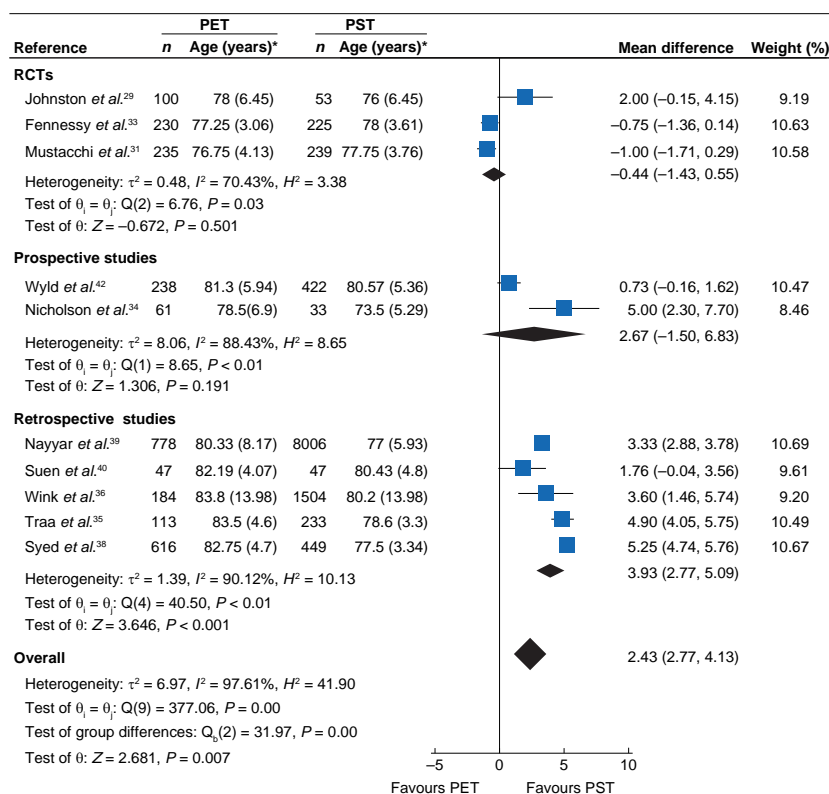 PET PST
Reference n Age (years)* n Age (years)* Mean difference Weight (%)
RCTs
Johnston et al.²⁹ 100 78 (6.45) 53 76 (6.45) 2.00 (–0.15, 4.15) 9.19
Fennessy et al.³³ 230 77.25 (3.06) 225 78 (3.61) –0.75 (–1.36, 0.14) 10.63
Mustacchi et al.³¹ 235 76.75 (4.13) 239 77.75 (3.76) –1.00 (–1.71, 0.29) 10.58
Heterogeneity: τ² = 0.48, I² = 70.43%, H² = 3.38 –0.44 (–1.43, 0.55)
Test of θᵢ = θⱼ: Q(2) = 6.76, P = 0.03
Test of θ: Z = –0.672, P = 0.501
Prospective studies
Wyld et al.⁴² 238 81.3 (5.94) 422 80.57 (5.36) 0.73 (–0.16, 1.62) 10.47
Nicholson et al.³⁴ 61 78.5(6.9) 33 73.5 (5.29) 5.00 (2.30, 7.70) 8.46
Heterogeneity: τ² = 8.06, I² = 88.43%, H² = 8.65 2.67 (–1.50, 6.83)
Test of θᵢ = θⱼ: Q(1) = 8.65, P < 0.01
Test of θ: Z = 1.306, P = 0.191
Retrospective studies
Nayyar et al.³⁹ 778 80.33 (8.17) 8006 77 (5.93) 3.33 (2.88, 3.78) 10.69
Suen et al.⁴⁰ 47 82.19 (4.07) 47 80.43 (4.8) 1.76 (–0.04, 3.56) 9.61
Wink et al.³⁶ 184 83.8 (13.98) 1504 80.2 (13.98) 3.60 (1.46, 5.74) 9.20
Traa et al.³⁵ 113 83.5 (4.6) 233 78.6 (3.3) 4.90 (4.05, 5.75) 10.49
Syed et al.³⁸ 616 82.75 (4.7) 449 77.5 (3.34) 5.25 (4.74, 5.76) 10.67
Heterogeneity: τ² = 1.39, I² = 90.12%, H² = 10.13 3.93 (2.77, 5.09)
Test of θᵢ = θⱼ: Q(4) = 40.50, P < 0.01
Test of θ: Z = 3.646, P < 0.001
Overall 2.43 (2.77, 4.13)
Heterogeneity: τ² = 6.97, I² = 97.61%, H² = 41.90
Test of θᵢ = θⱼ: Q(9) = 377.06, P = 0.00
Test of group differences: Q_b(2) = 31.97, P = 0.00
Test of θ: Z = 2.681, P = 0.007
–5 0 5 10
Favours PET Favours PST